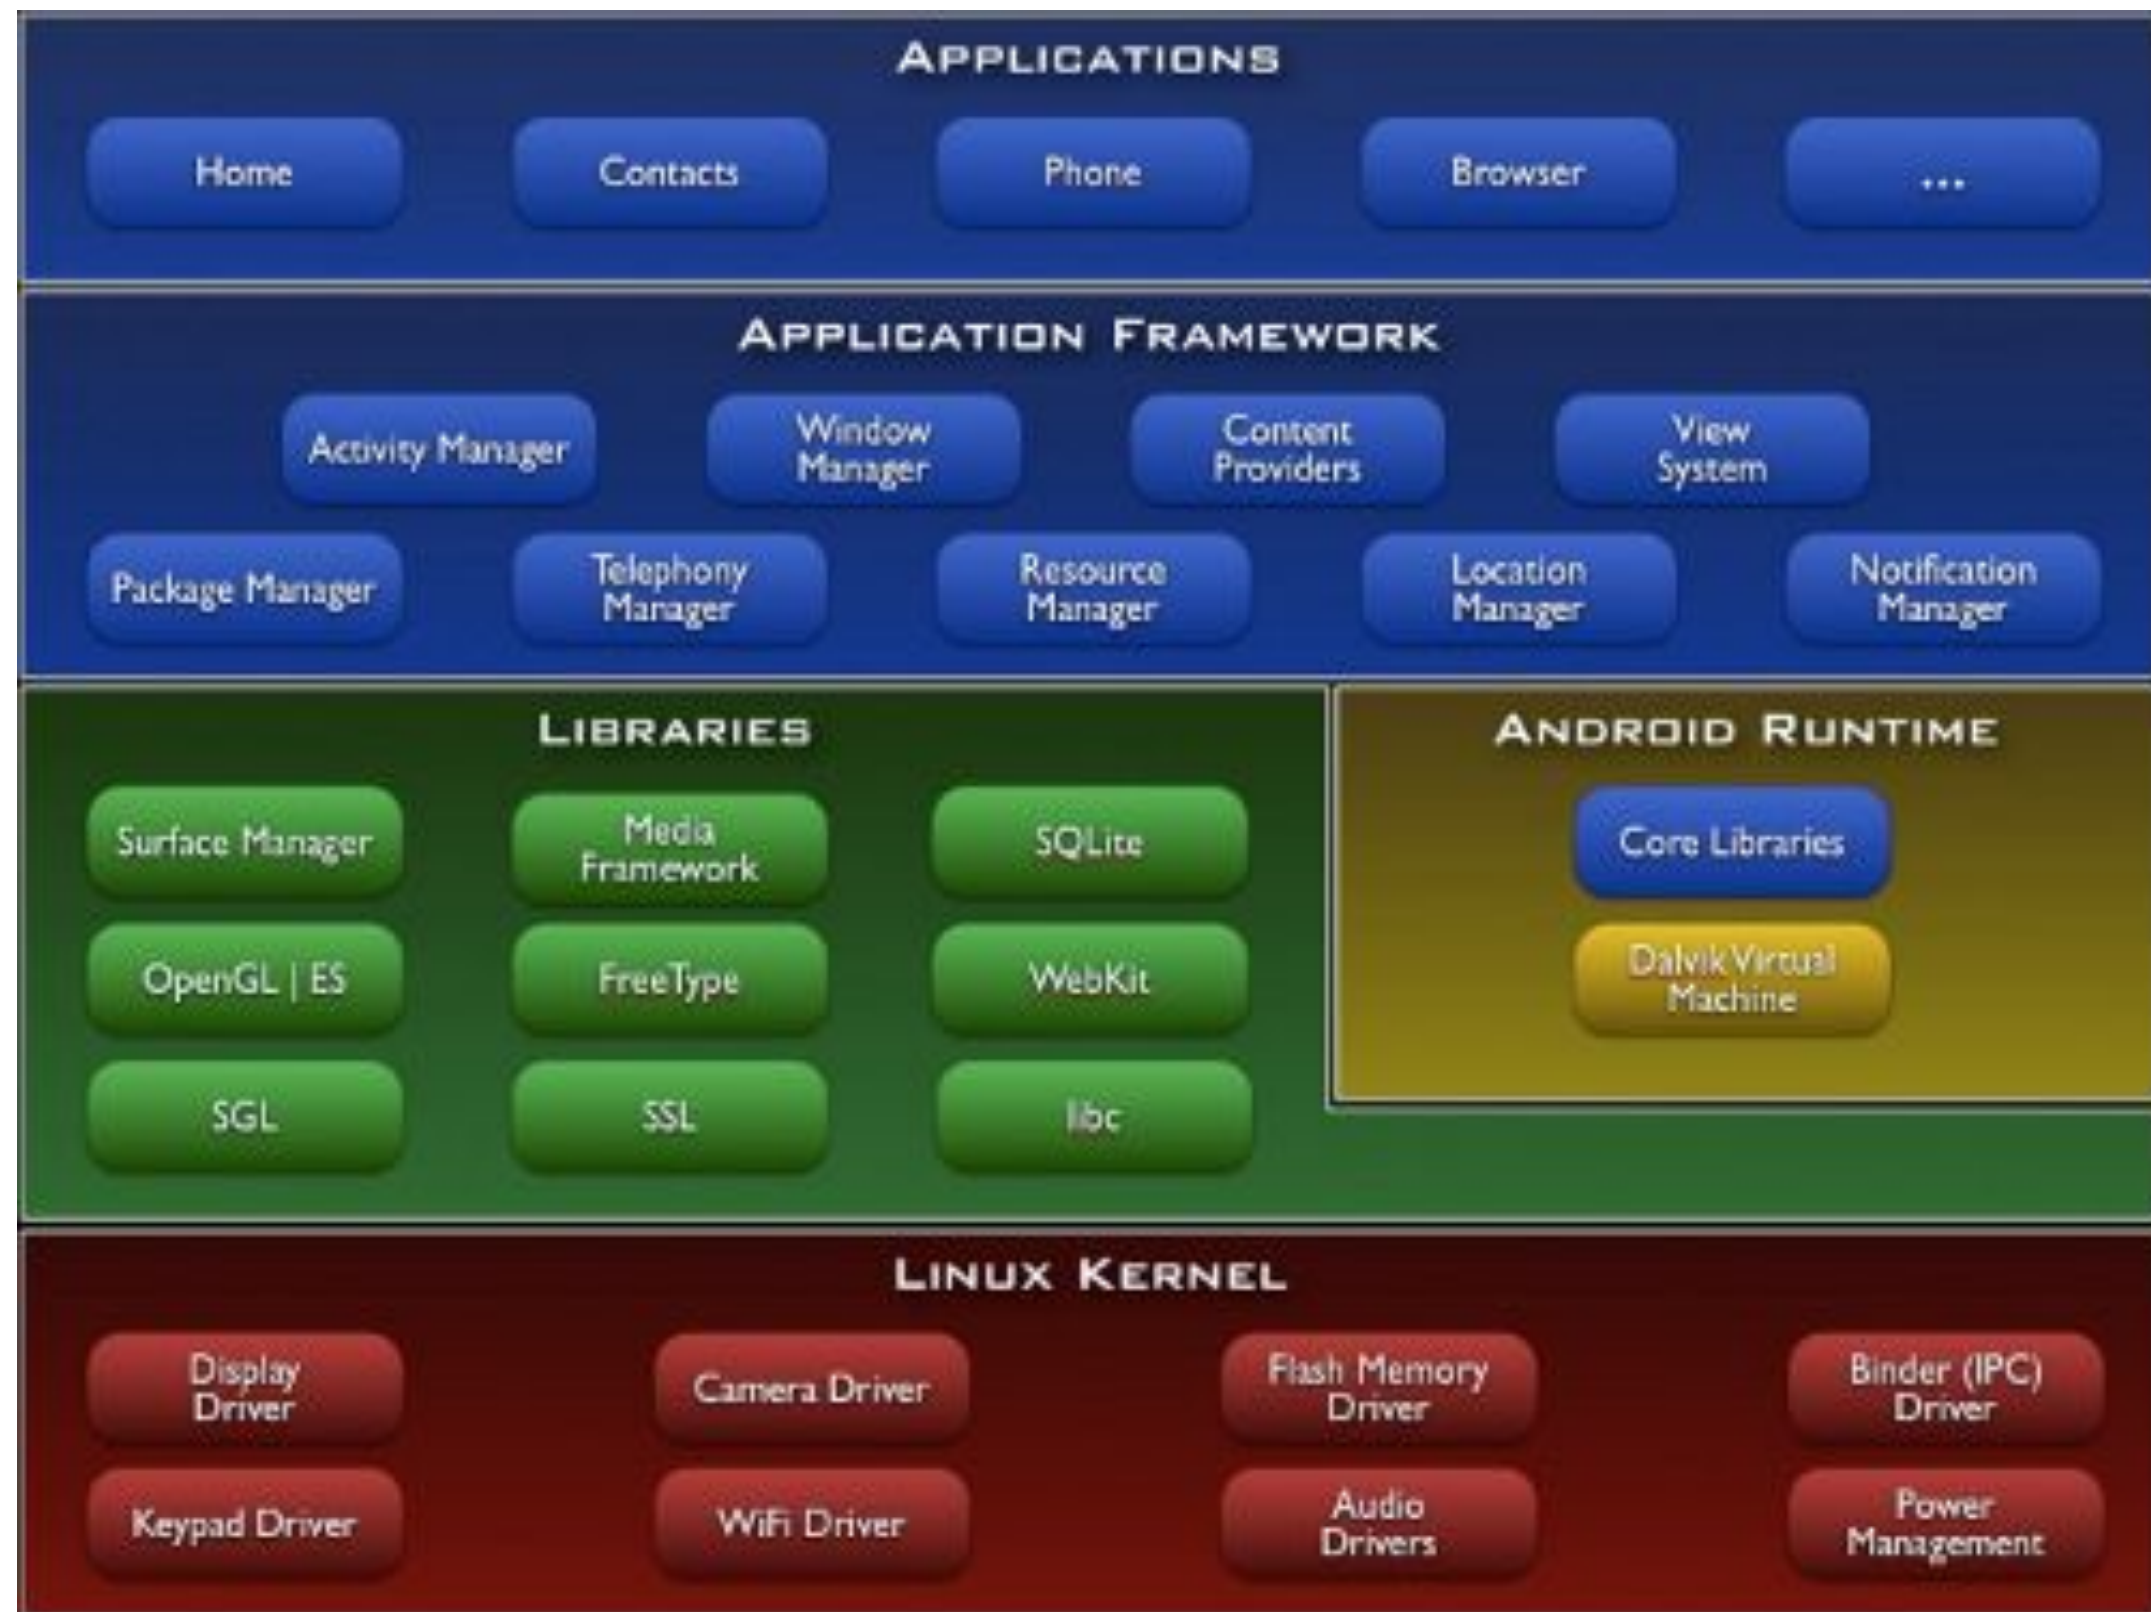 APPLICATIONS
Home
Contacts
Phone
Browser
...
APPLICATION FRAMEWORK
Activity Manager
Window
Manager
Content
Providers
View
System
Package Manager
Telephony
Manager
Resource
Manager
Location
Manager
Notification
Manager
LIBRARIES
Surface Manager
Media
Framework
SQLite
OpenGL | ES
FreeType
WebKit
SGL
SSL
libc
ANDROID RUNTIME
Core Libraries
Dalvik Virtual
Machine
LINUX KERNEL
Display
Driver
Camera Driver
Flash Memory
Driver
Binder (IPC)
Driver
Keypad Driver
WiFi Driver
Audio
Drivers
Power
Management